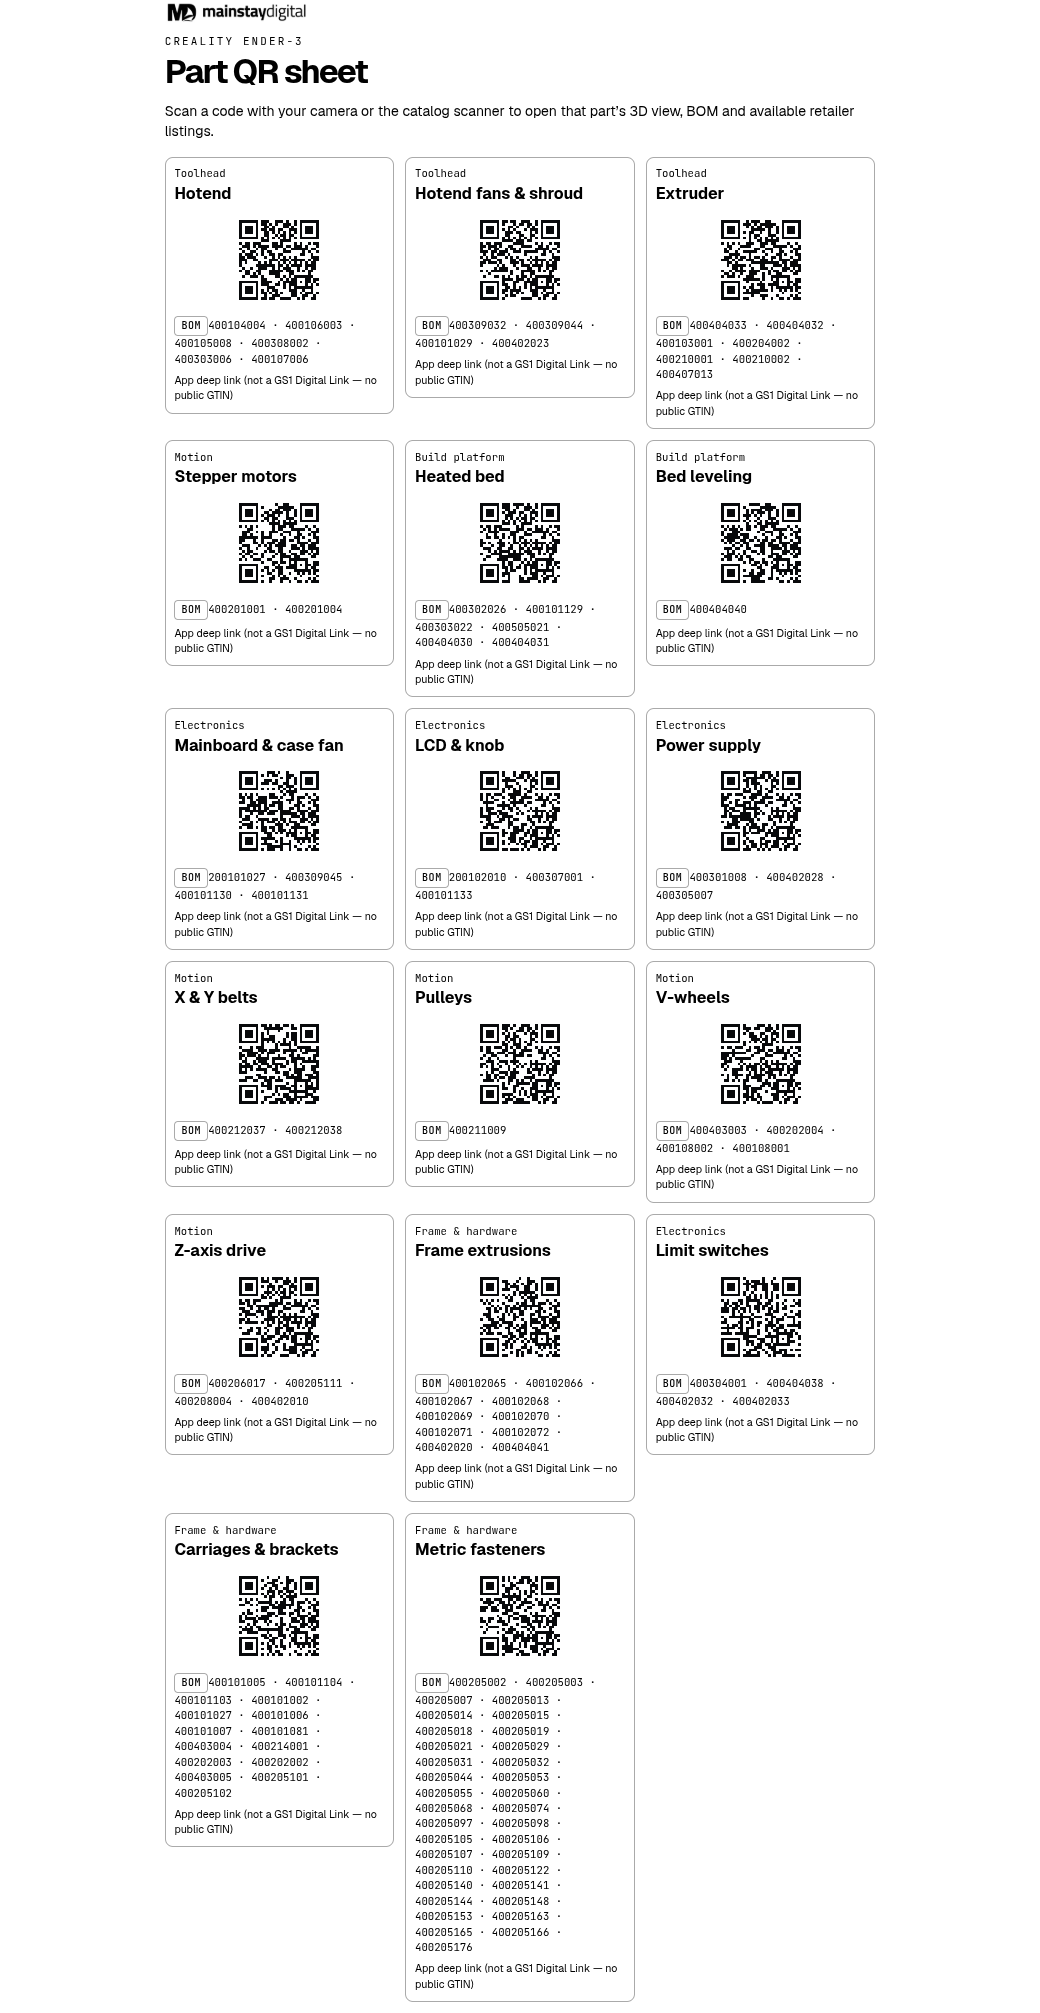 MD mainstaydigital
CREALITY ENDER-3
Part QR sheet
Scan a code with your camera or the catalog scanner to open that part's 3D view, BOM and available retailer
listings.
Toolhead
Hotend
BOM 400104004 · 400106003 ·
400105008 · 400308002 ·
400303006 · 400107006
App deep link (not a GS1 Digital Link — no
public GTIN)
Toolhead
Hotend fans & shroud
BOM 400309032 · 400309044 ·
400101029 · 400402023
App deep link (not a GS1 Digital Link — no
public GTIN)
Toolhead
Extruder
BOM 400404033 · 400404032 ·
400103001 · 400204002 ·
400210001 · 400210002 ·
400407013
App deep link (not a GS1 Digital Link — no
public GTIN)
Motion
Stepper motors
BOM 400201001 · 400201004
App deep link (not a GS1 Digital Link — no
public GTIN)
Build platform
Heated bed
BOM 400302026 · 400101129 ·
400303022 · 400505021 ·
400404030 · 400404031
App deep link (not a GS1 Digital Link — no
public GTIN)
Build platform
Bed leveling
BOM 400404040
App deep link (not a GS1 Digital Link — no
public GTIN)
Electronics
Mainboard & case fan
BOM 200101027 · 400309045 ·
400101130 · 400101131
App deep link (not a GS1 Digital Link — no
public GTIN)
Electronics
LCD & knob
BOM 200102010 · 400307001 ·
400101133
App deep link (not a GS1 Digital Link — no
public GTIN)
Electronics
Power supply
BOM 400301008 · 400402028 ·
400305007
App deep link (not a GS1 Digital Link — no
public GTIN)
Motion
X & Y belts
BOM 400212037 · 400212038
App deep link (not a GS1 Digital Link — no
public GTIN)
Motion
Pulleys
BOM 400211009
App deep link (not a GS1 Digital Link — no
public GTIN)
Motion
V-wheels
BOM 400403003 · 400202004 ·
400108002 · 400108001
App deep link (not a GS1 Digital Link — no
public GTIN)
Motion
Z-axis drive
BOM 400206017 · 400205111 ·
400208004 · 400402010
App deep link (not a GS1 Digital Link — no
public GTIN)
Frame & hardware
Frame extrusions
BOM 400102065 · 400102066 ·
400102067 · 400102068 ·
400102069 · 400102070 ·
400102071 · 400102072 ·
400402020 · 400404041
App deep link (not a GS1 Digital Link — no
public GTIN)
Electronics
Limit switches
BOM 400304001 · 400404038 ·
400402032 · 400402033
App deep link (not a GS1 Digital Link — no
public GTIN)
Frame & hardware
Carriages & brackets
BOM 400101005 · 400101104 ·
400101103 · 400101002 ·
400101027 · 400101006 ·
400101007 · 400101081 ·
400403004 · 400214001 ·
400202003 · 400202002 ·
400403005 · 400205101 ·
400205102
App deep link (not a GS1 Digital Link — no
public GTIN)
Frame & hardware
Metric fasteners
BOM 400205002 · 400205003 ·
400205007 · 400205013 ·
400205014 · 400205015 ·
400205018 · 400205019 ·
400205021 · 400205029 ·
400205031 · 400205032 ·
400205044 · 400205053 ·
400205055 · 400205060 ·
400205068 · 400205074 ·
400205097 · 400205098 ·
400205105 · 400205106 ·
400205107 · 400205109 ·
400205110 · 400205122 ·
400205140 · 400205141 ·
400205144 · 400205148 ·
400205153 · 400205163 ·
400205165 · 400205166 ·
400205176
App deep link (not a GS1 Digital Link — no
public GTIN)